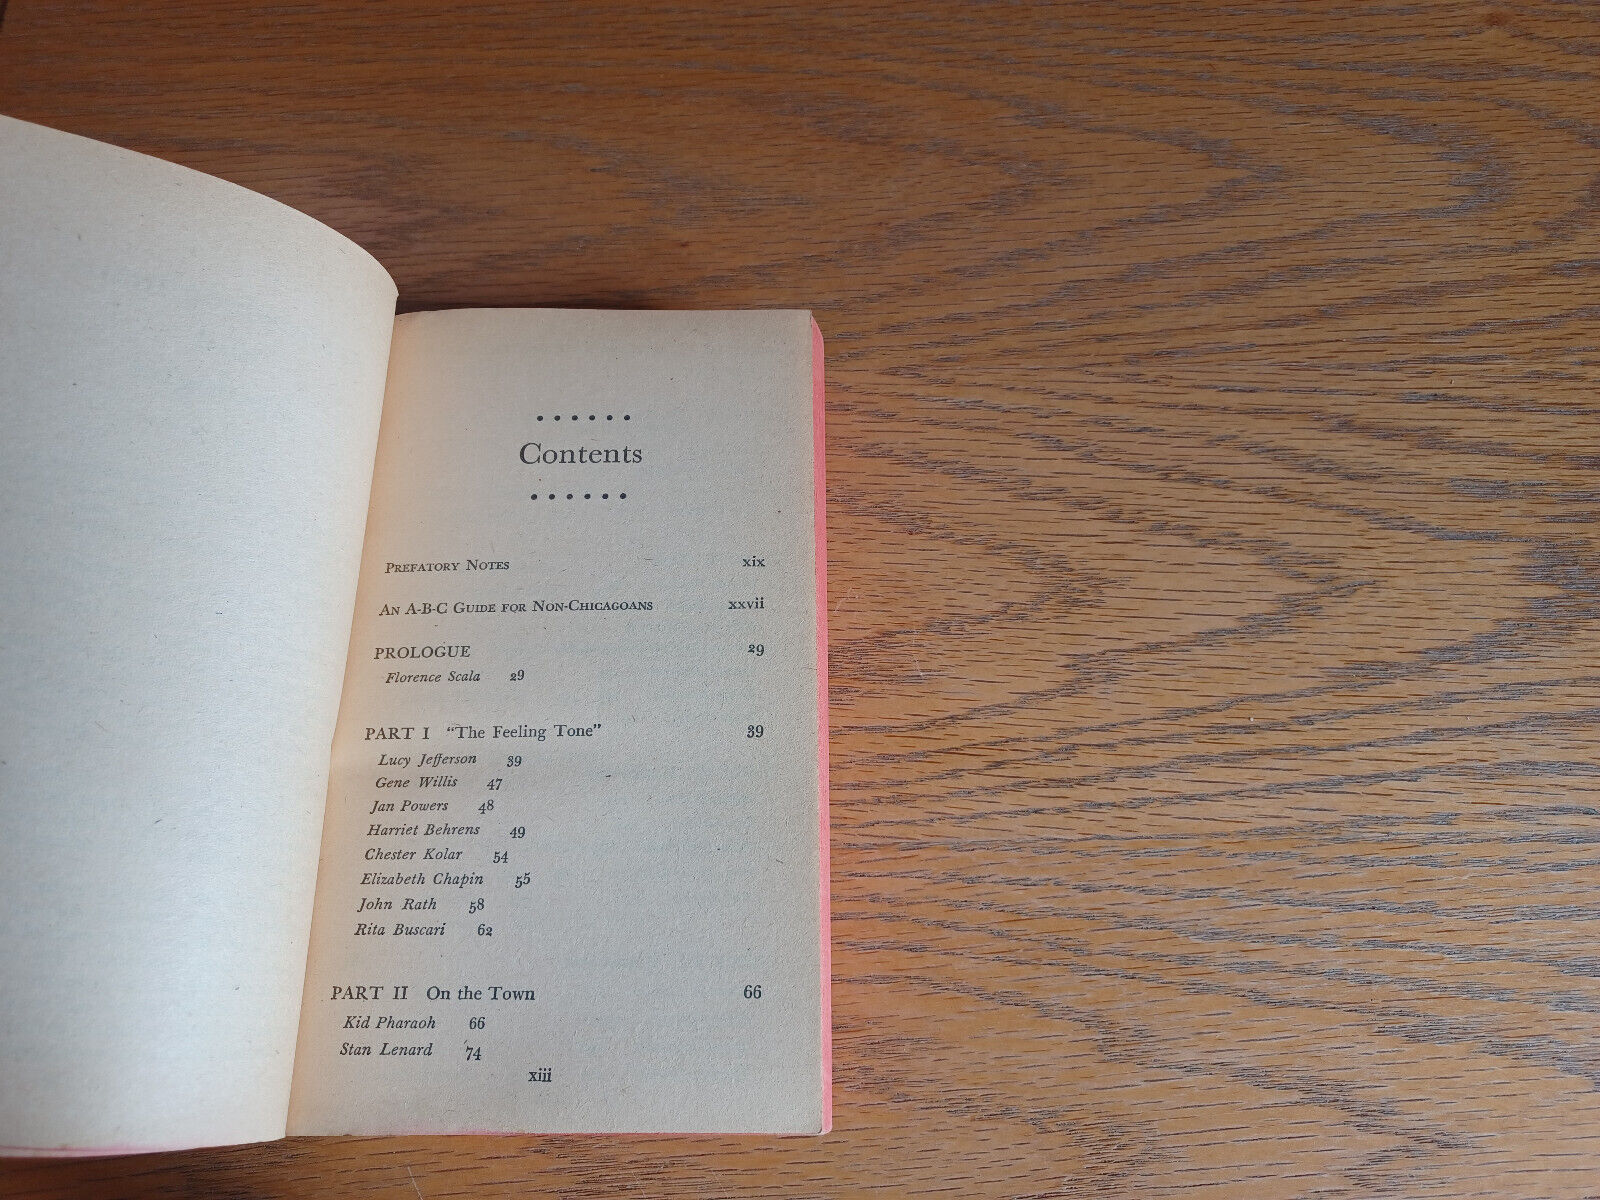 Contents
PREFATORY NOTES xix
AN A-B-C GUIDE FOR NON-CHICAGOANS xxvii
PROLOGUE 29
Florence Scala 29
PART I "The Feeling Tone" 39
Lucy Jefferson 39
Gene Willis 47
Jan Powers 48
Harriet Behrens 49
Chester Kolar 54
Elizabeth Chapin 55
John Rath 58
Rita Buscari 62
PART II On the Town 66
Kid Pharaoh 66
Stan Lenard 74
xiii